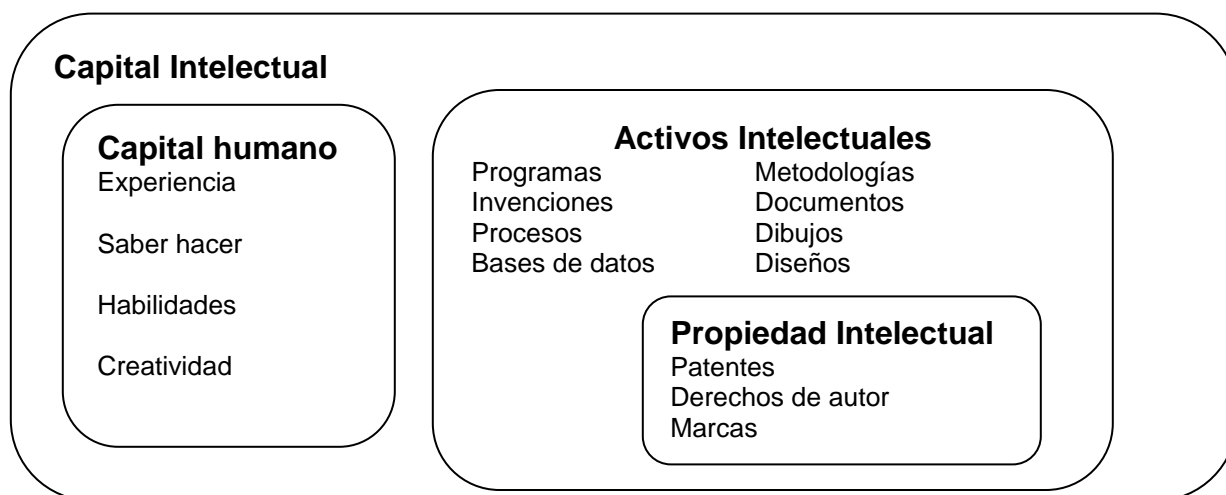 Capital Intelectual
Capital humano
Experiencia
Saber hacer
Habilidades
Creatividad
Activos Intelectuales
Programas
Invenciones
Procesos
Bases de datos
Metodologías
Documentos
Dibujos
Diseños
Propiedad Intelectual
Patentes
Derechos de autor
Marcas